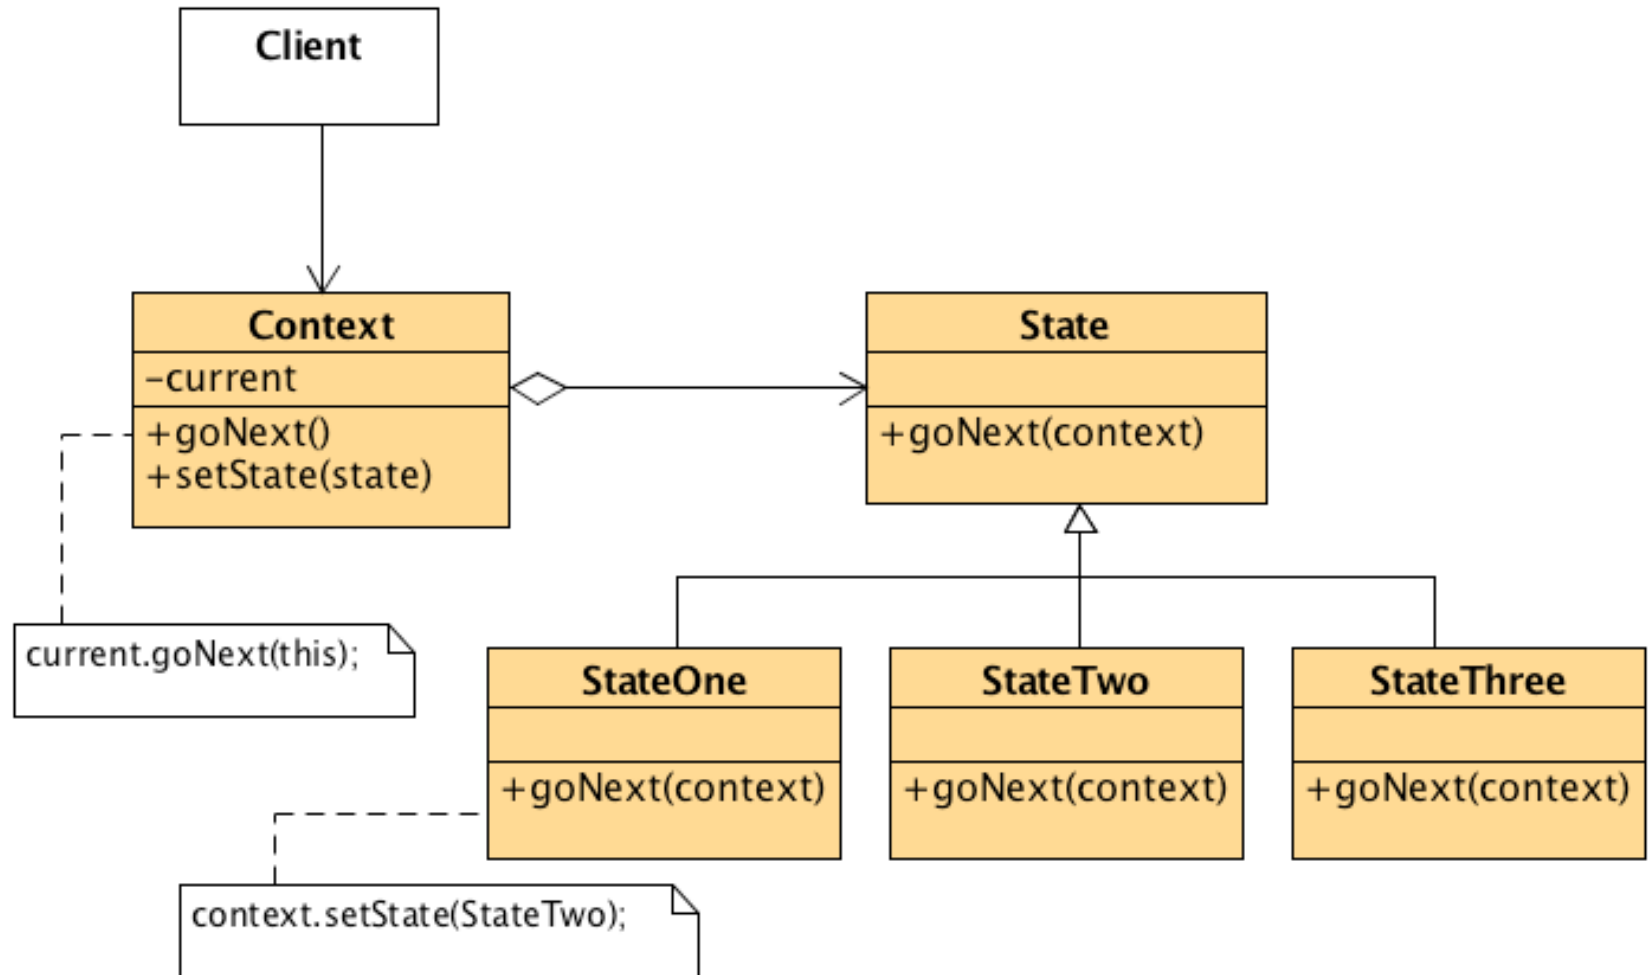 Client
Context
–current
+goNext()
+setState(state)
State
+goNext(context)
current.goNext(this);
StateOne
+goNext(context)
StateTwo
+goNext(context)
StateThree
+goNext(context)
context.setState(StateTwo);